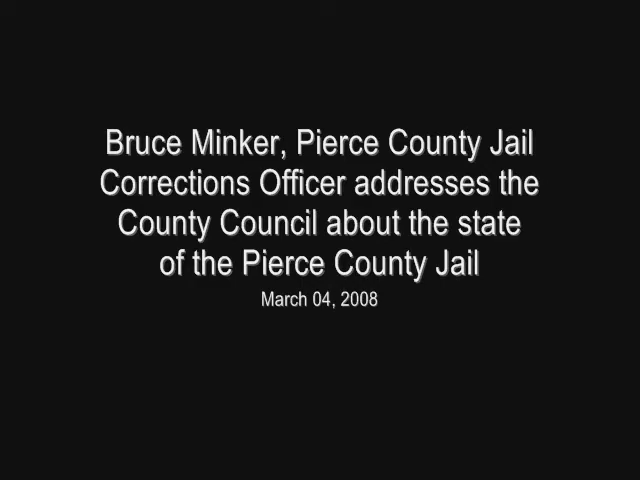 Bruce Minker, Pierce County Jail
Corrections Officer addresses the
County Council about the state
of the Pierce County Jail
March 04, 2008